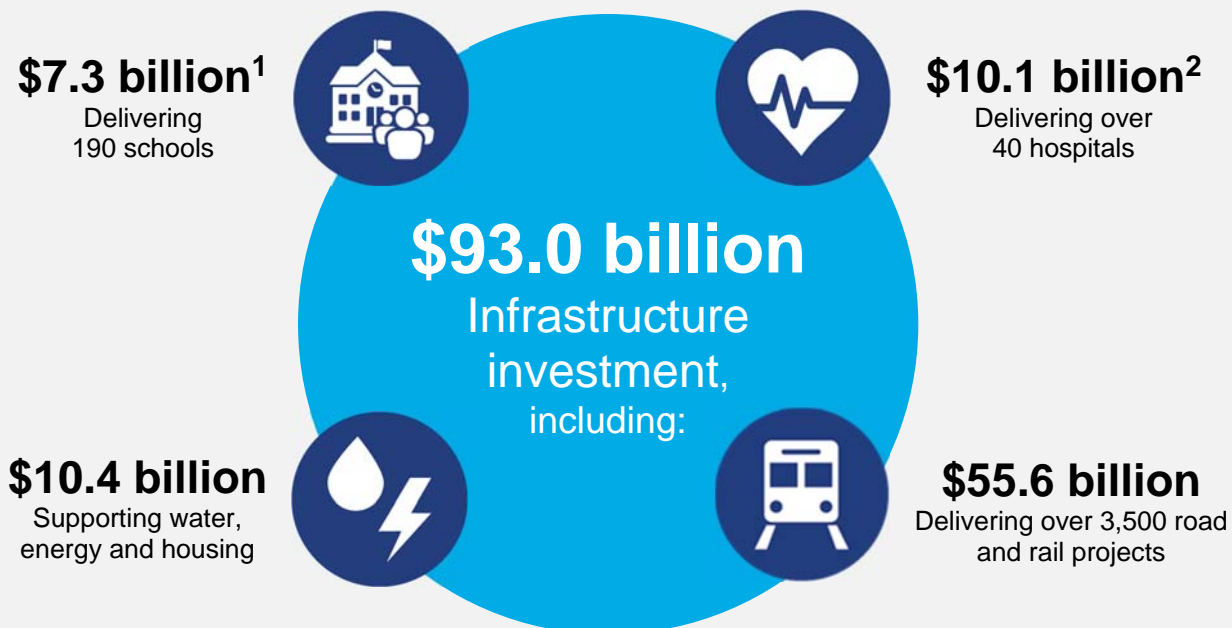 $7.3 billion¹
Delivering
190 schools
$10.1 billion²
Delivering over
40 hospitals
$93.0 billion
Infrastructure
investment,
including:
$10.4 billion
Supporting water,
energy and housing
$55.6 billion
Delivering over 3,500 road
and rail projects